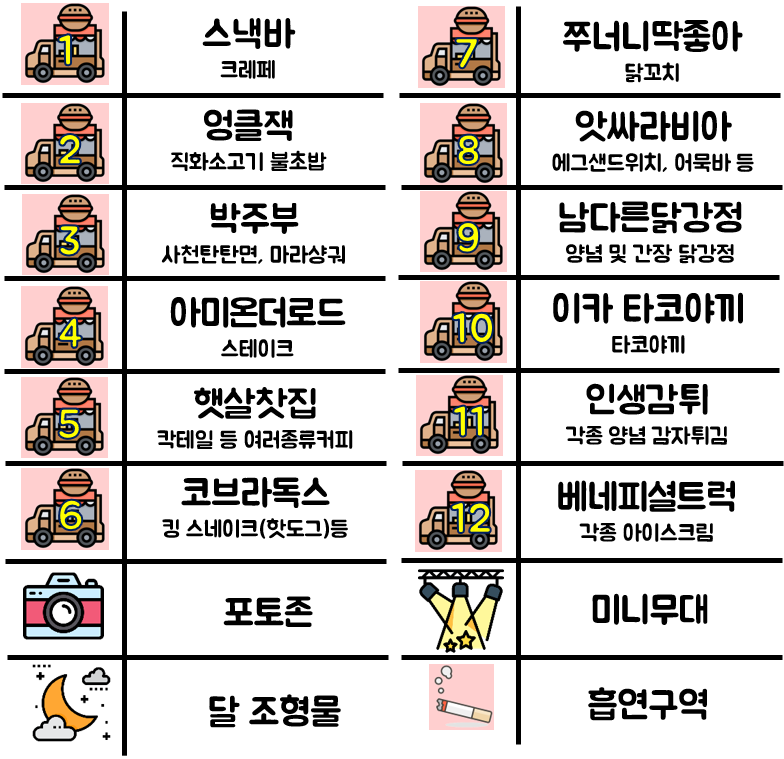 1
스낵바
크레페
2
엉클잭
직화소고기 불초밥
3
박주부
사천탄탄면, 마라샹궈
4
아미온더로드
스테이크
5
햇살찻집
칵테일 등 여러종류커피
6
코브라독스
킹 스네이크(핫도그)등
포토존
달 조형물
7
쭈너니딱좋아
닭꼬치
8
앗싸라비아
에그샌드위치, 어묵바 등
9
남다른닭강정
양념 및 간장 닭강정
10
이카 타코야끼
타코야끼
11
인생감튀
각종 양념 감자튀김
12
베네피셜트럭
각종 아이스크림
미니무대
흡연구역